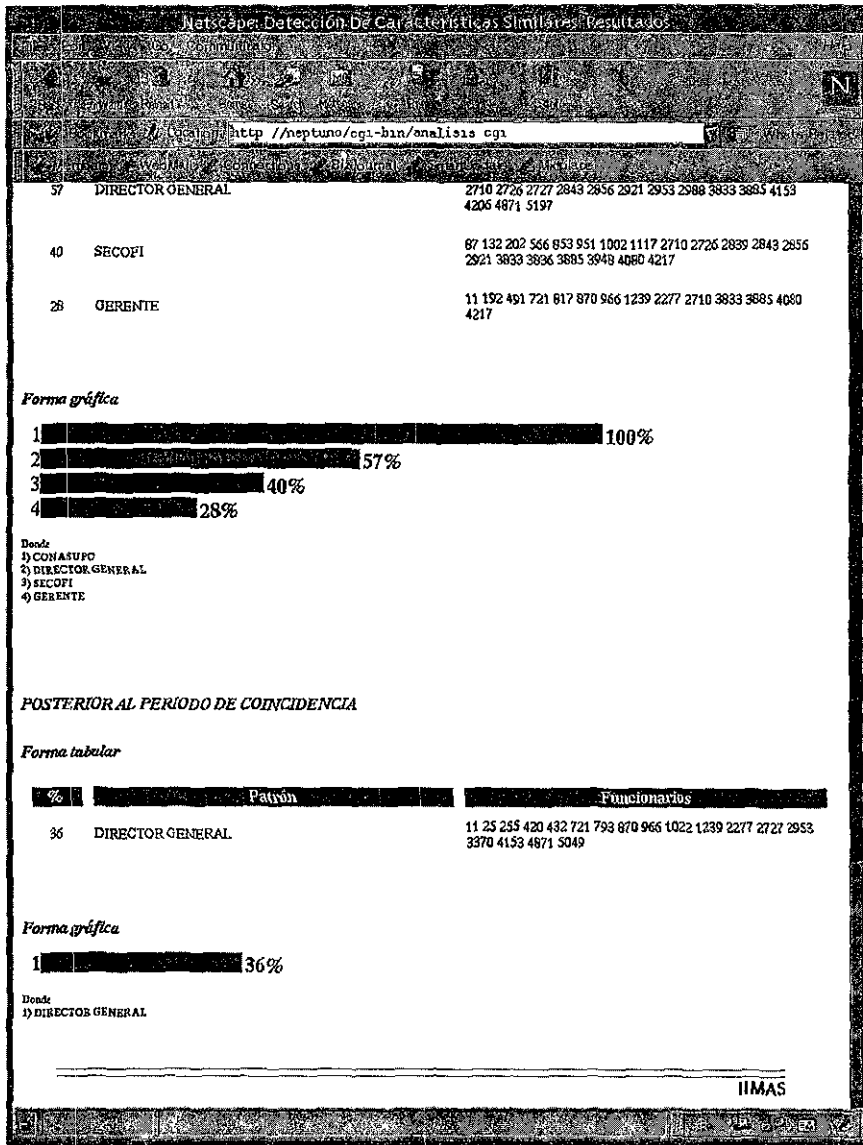 Netscape: Detección De Características Similares Resultados
http //neptuno/cgi-bin/analisis cgi
N
57 DIRECTOR GENERAL 2710 2726 2727 2843 2856 2921 2953 2988 3833 3885 4153
4206 4871 5197
40 SECOFI 87 132 202 566 853 951 1002 1117 2710 2726 2839 2843 2856
2921 3833 3836 3885 3948 4080 4217
28 GERENTE 11 192 491 721 817 870 966 1239 2277 2710 3833 3885 4080
4217
Forma gráfica
1 100%
2 57%
3 40%
4 28%
Donde
1) CONASUPO
2) DIRECTOR GENERAL
3) SECOFI
4) GERENTE
POSTERIOR AL PERÍODO DE COINCIDENCIA
Forma tabular
% Patrón Funcionarios
36 DIRECTOR GENERAL 11 25 255 420 432 721 793 870 966 1022 1239 2277 2727 2953
3370 4153 4871 5049
Forma gráfica
1 36%
Donde
1) DIRECTOR GENERAL
IIMAS